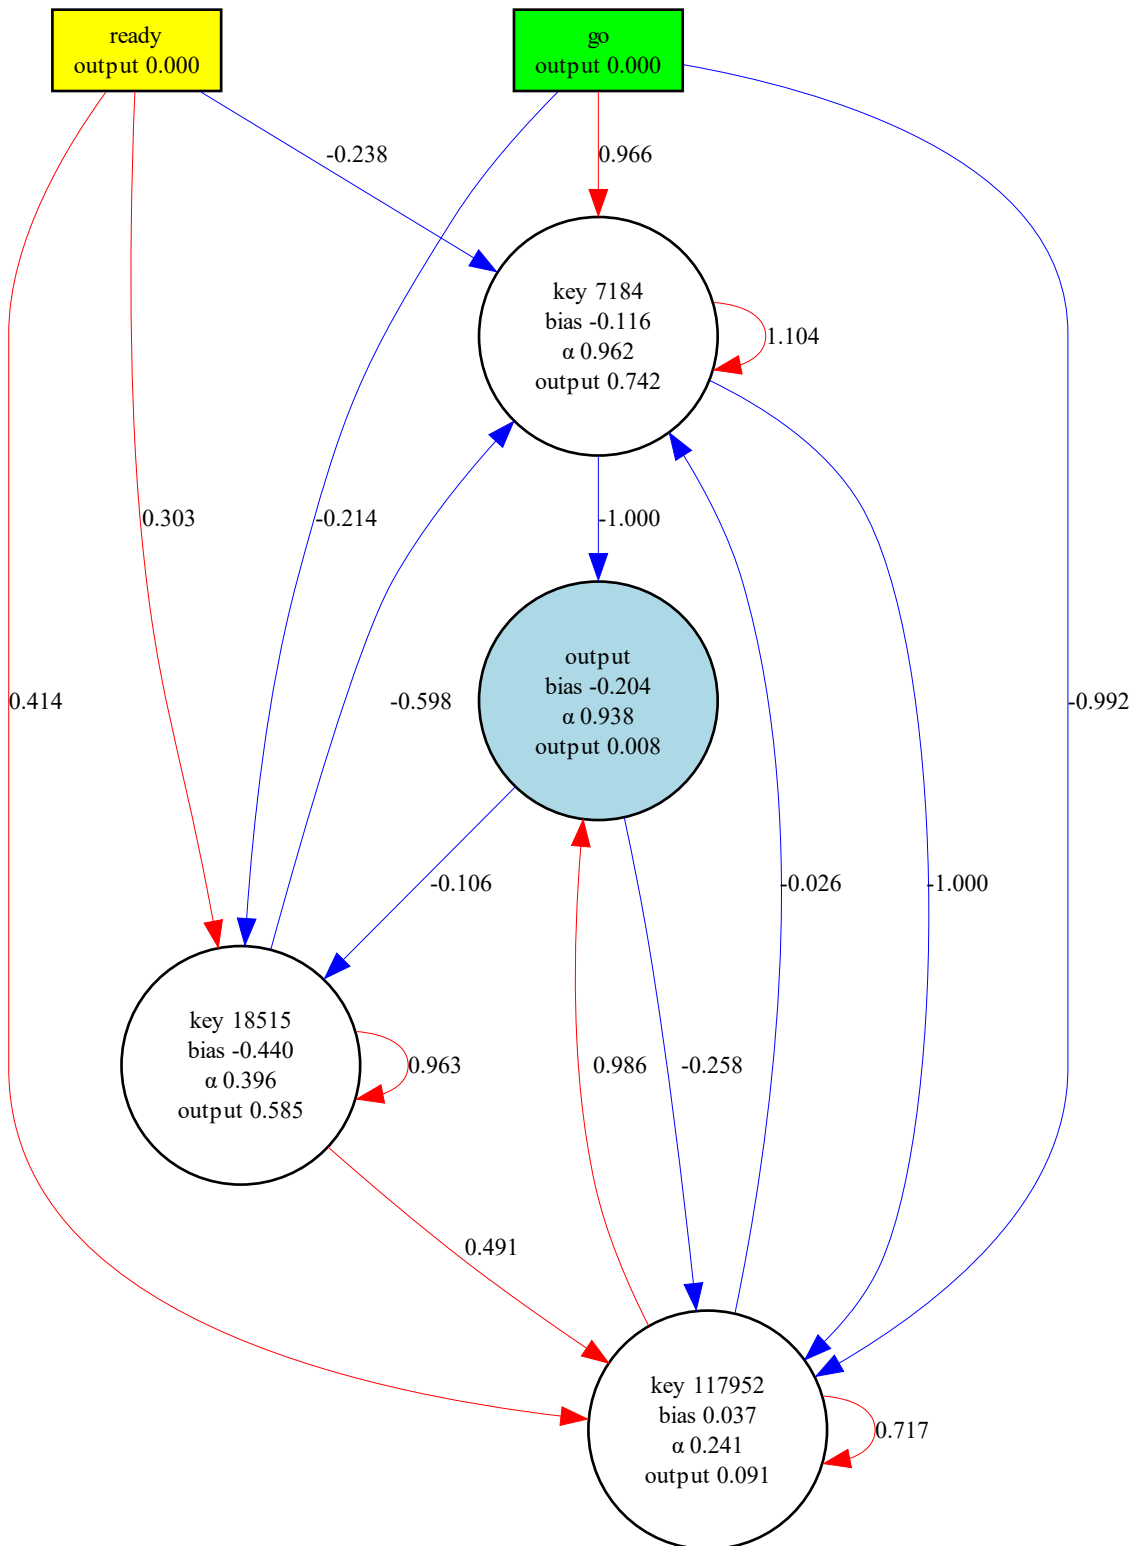 ready
output 0.000
go
output 0.000
-0.238
0.966
key 7184
bias -0.116
α 0.962
output 0.742
1.104
0.303
-0.214
-1.000
output
bias -0.204
α 0.938
output 0.008
0.414
-0.598
-0.992
-0.106
-0.026
-1.000
key 18515
bias -0.440
α 0.396
output 0.585
0.963
0.986
-0.258
0.491
key 117952
bias 0.037
α 0.241
output 0.091
0.717